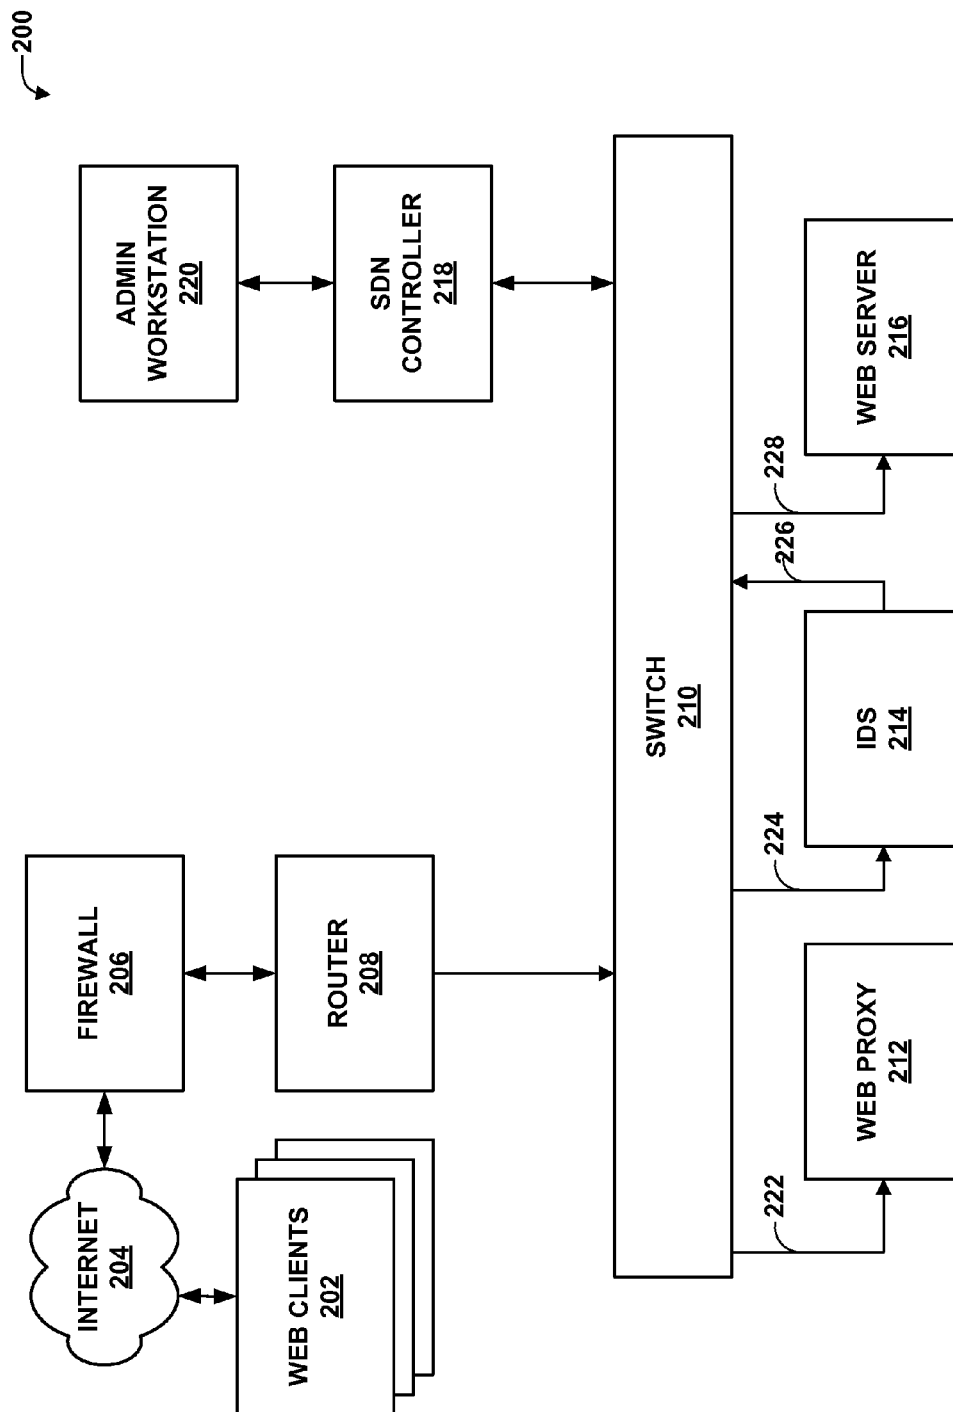 200
INTERNET
204
FIREWALL
206
ADMIN
WORKSTATION
220
WEB CLIENTS
202
ROUTER
208
SDN
CONTROLLER
218
SWITCH
210
222
224
226
228
WEB PROXY
212
IDS
214
WEB SERVER
216